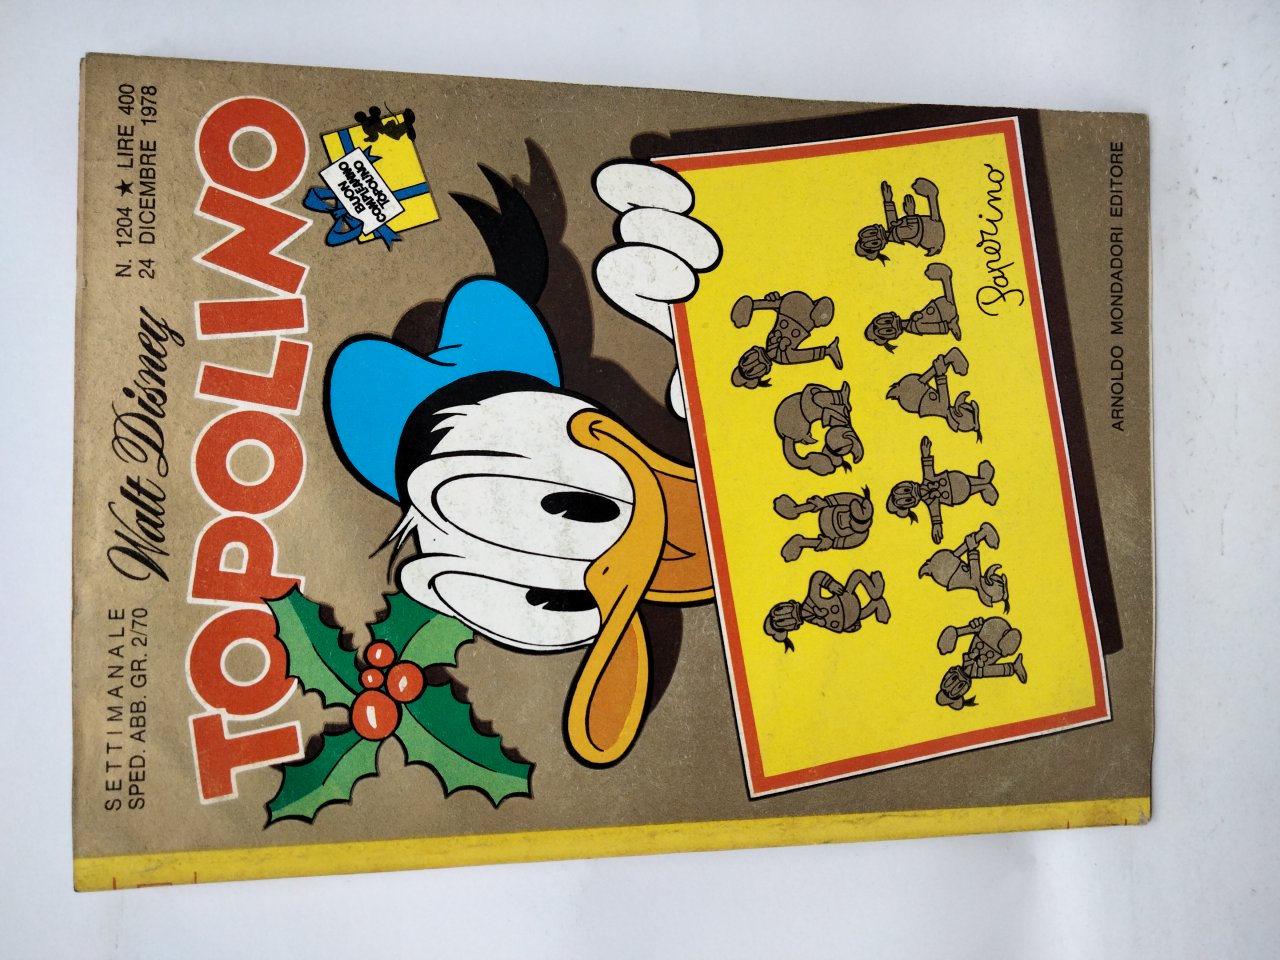 SETTIMANALE
SPED. ABB. GR. 2/70
Walt Disney
N. 1204 ★ LIRE 400
24 DICEMBRE 1978
TOPOLINO
BUON
COMPLEANNO
TOPOLINO
BUON
NATALE
Paperino
ARNOLDO MONDADORI EDITORE